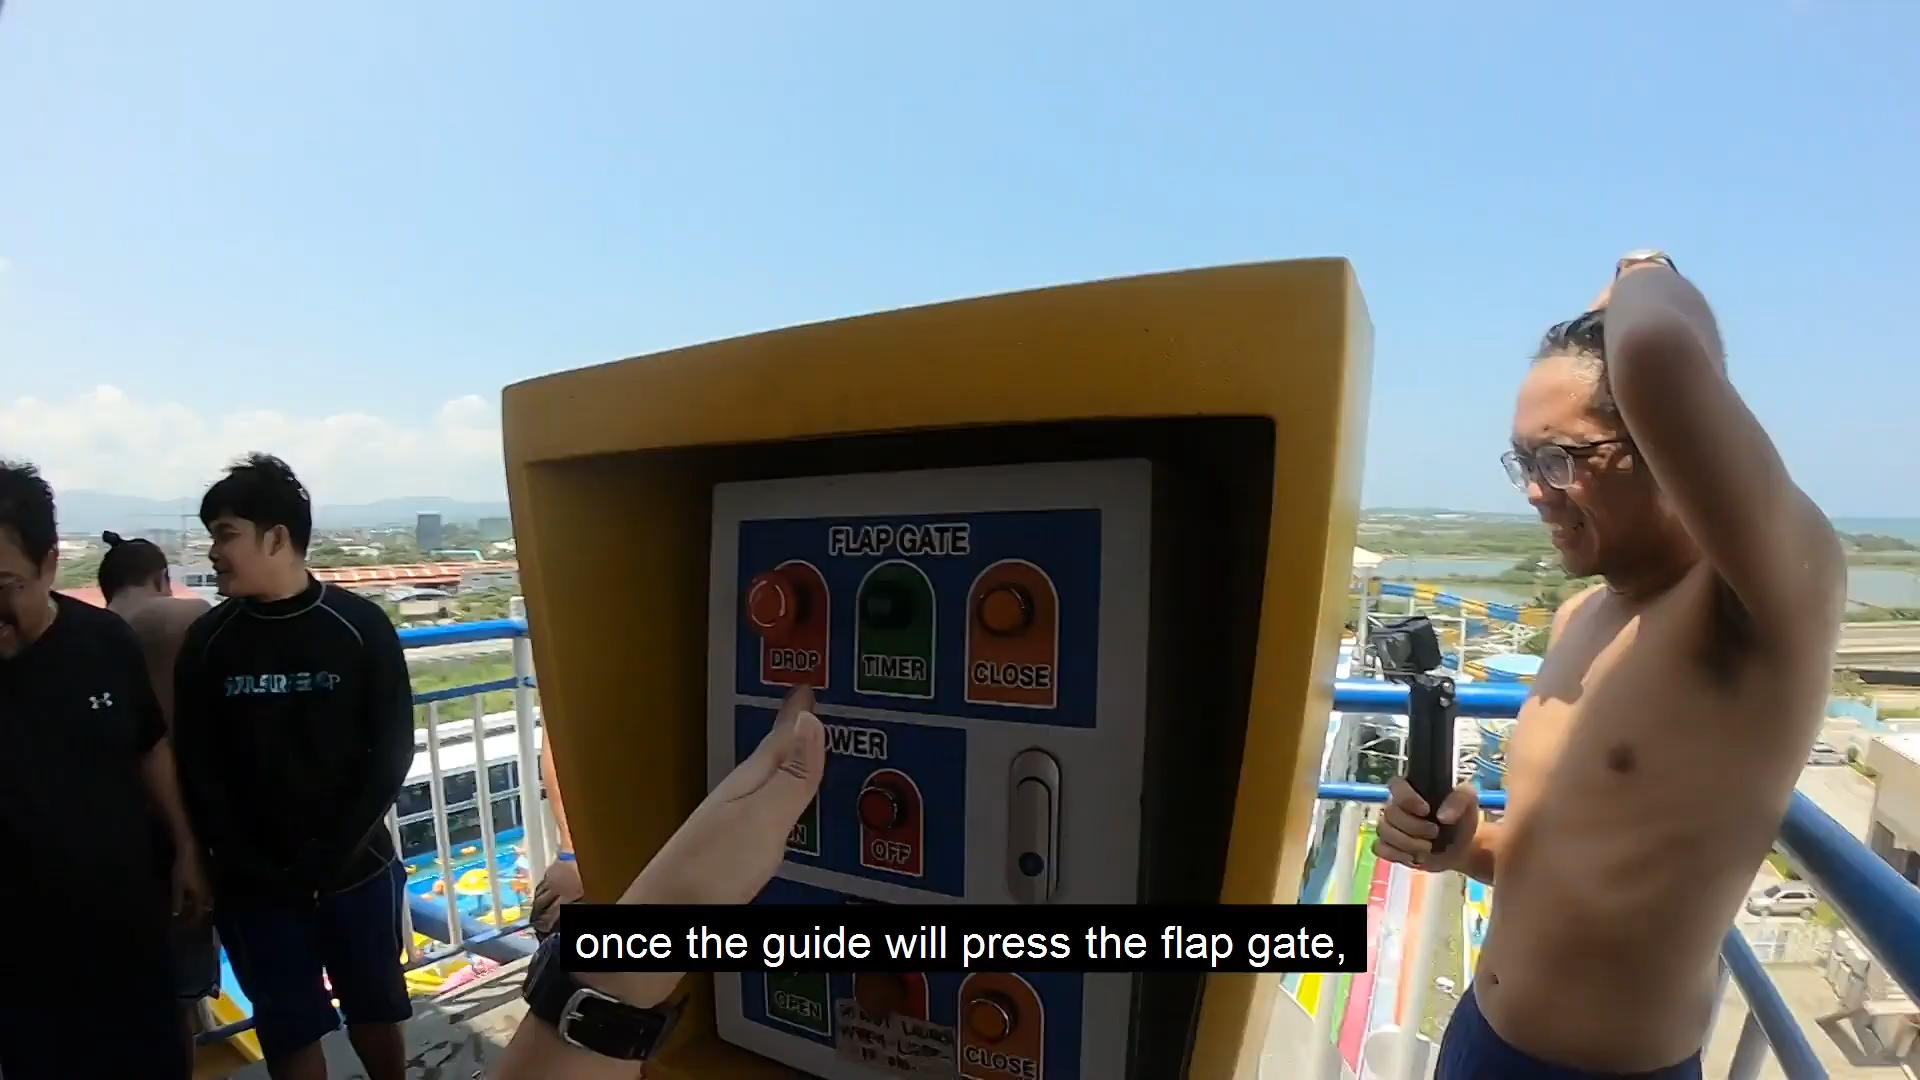 FLAP GATE
DROP
TIMER
CLOSE
OFF
once the guide will press the flap gate,
OPEN
CLOSE